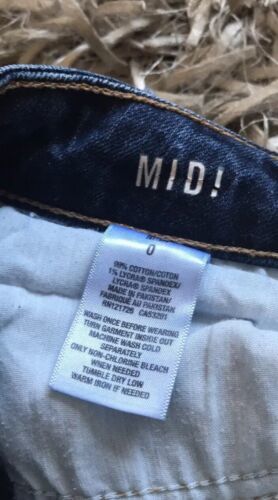 MID!
0
99% COTTON/COTON
1% LYCRA® SPANDEX/
LYCRA® SPANDEX
MADE IN PAKISTAN/
FABRIQUÉ AU PAKISTAN
RN121726 CA53201
WASH ONCE BEFORE WEARING
TURN GARMENT INSIDE OUT
MACHINE WASH COLD
SEPARATELY
ONLY NON-CHLORINE BLEACH
WHEN NEEDED
TUMBLE DRY LOW
WARM IRON IF NEEDED